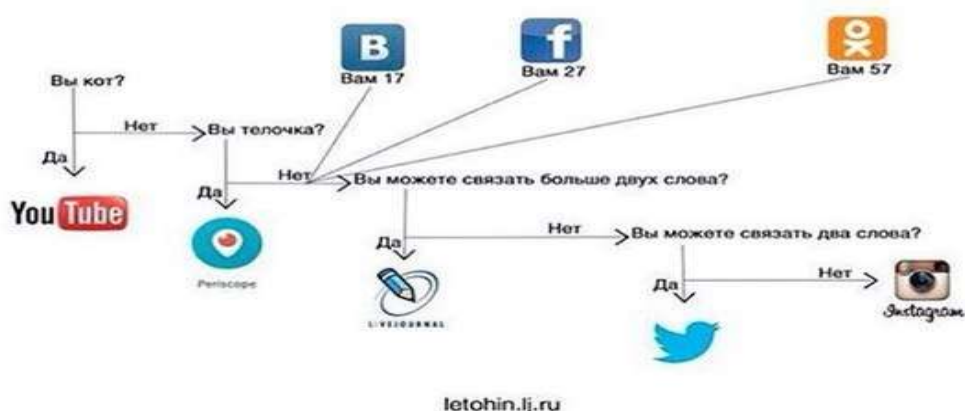 B
f
Вам 17
Вам 27
Вам 57
Вы кот?
Нет
Вы телочка?
Да
Нет
Вы можете связать больше двух слова?
Да
You Tube
Periscope
Нет
Вы можете связать два слова?
Да
LIVEJOURNAL
Нет
Да
Instagram
letohin.lj.ru